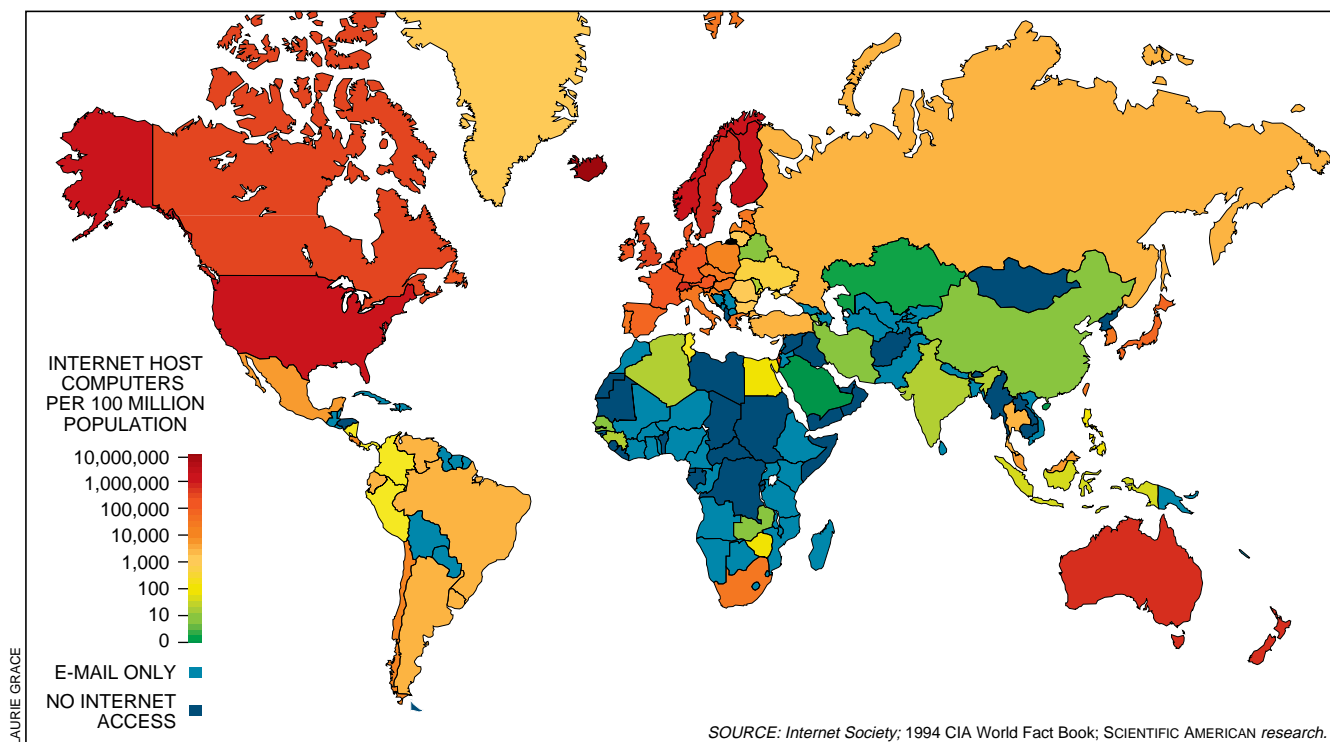 INTERNET HOST
COMPUTERS
PER 100 MILLION
POPULATION
10,000,000
1,000,000
100,000
10,000
1,000
100
10
0
E-MAIL ONLY
NO INTERNET
ACCESS
LAURIE GRACE
SOURCE: Internet Society; 1994 CIA World Fact Book; SCIENTIFIC AMERICAN research.